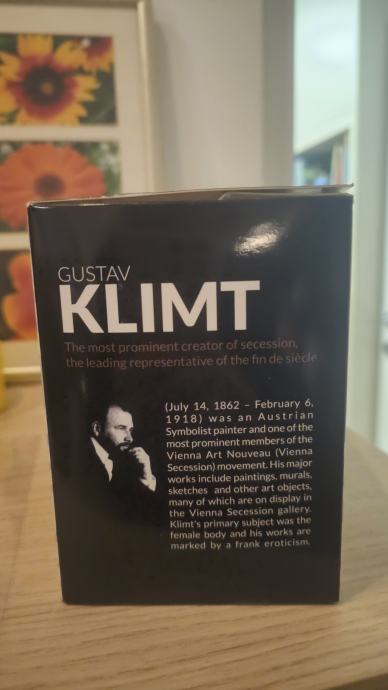 GUSTAV
KLIMT
The most prominent creator of secession,
the leading representative of the fin de siècle
(July 14, 1862 – February 6,
1918) was an Austrian
Symbolist painter and one of the
most prominent members of the
Vienna Art Nouveau (Vienna
Secession) movement. His major
works include paintings, murals,
sketches and other art objects,
many of which are on display in
the Vienna Secession gallery.
Klimt's primary subject was the
female body and his works are
marked by a frank eroticism.